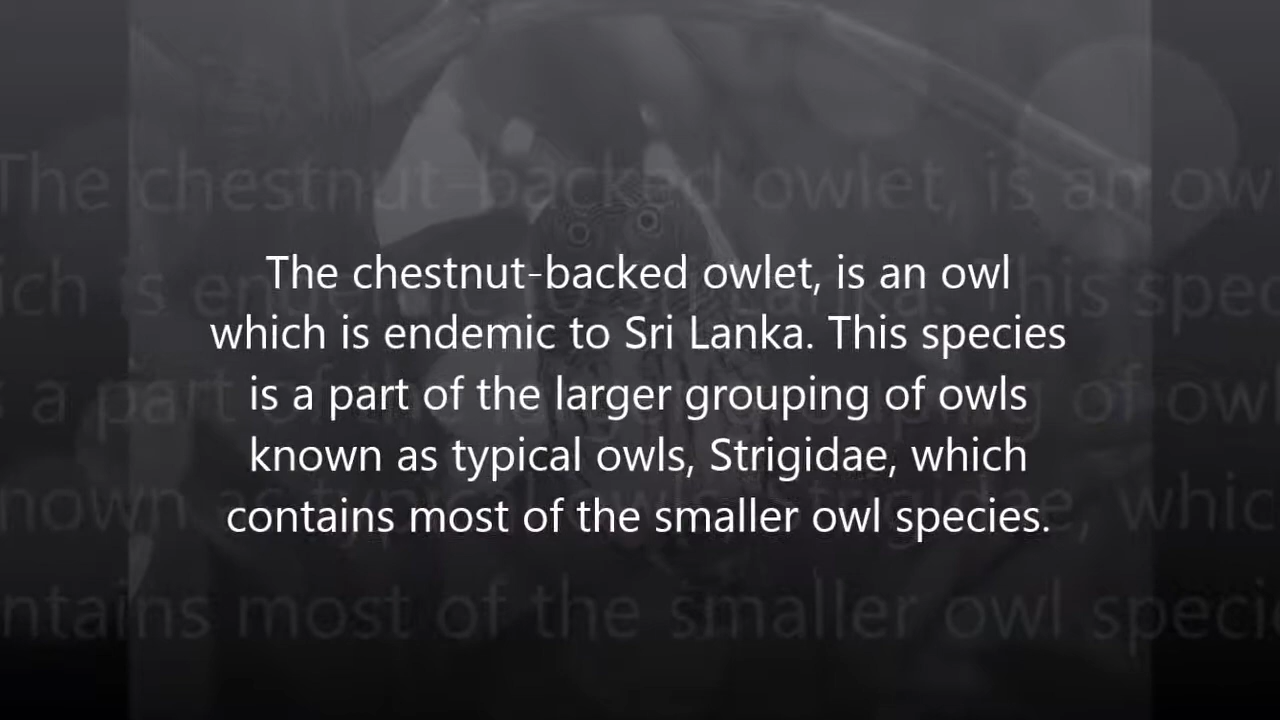 The chestnut-backed owlet, is an owl
which is endemic to Sri Lanka. This species
is a part of the larger grouping of owls
known as typical owls, Strigidae, which
contains most of the smaller owl species.